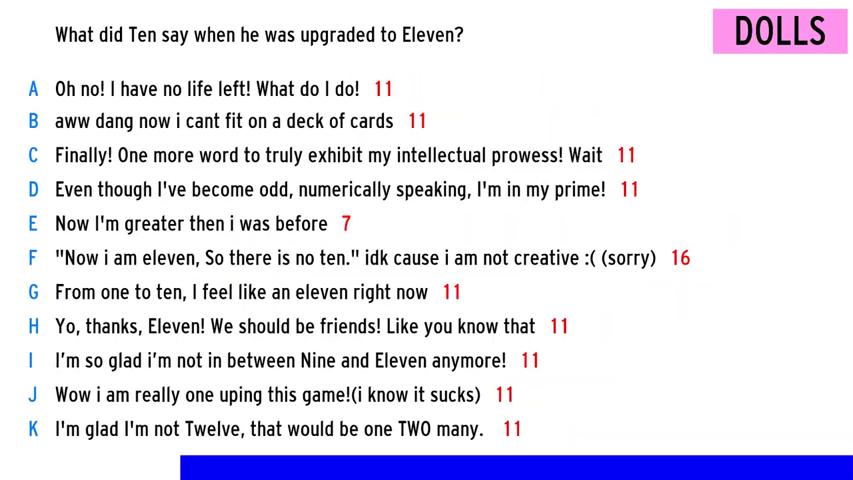 What did Ten say when he was upgraded to Eleven?
DOLLS
A Oh no! I have no life left! What do I do! 11
B aww dang now i cant fit on a deck of cards 11
C Finally! One more word to truly exhibit my intellectual prowess! Wait 11
D Even though I've become odd, numerically speaking, I'm in my prime! 11
E Now I'm greater then i was before 7
F "Now i am eleven, So there is no ten." idk cause i am not creative :( (sorry) 16
G From one to ten, I feel like an eleven right now 11
H Yo, thanks, Eleven! We should be friends! Like you know that 11
I I’m so glad i’m not in between Nine and Eleven anymore! 11
J Wow i am really one uping this game!(i know it sucks) 11
K I'm glad I'm not Twelve, that would be one TWO many. 11